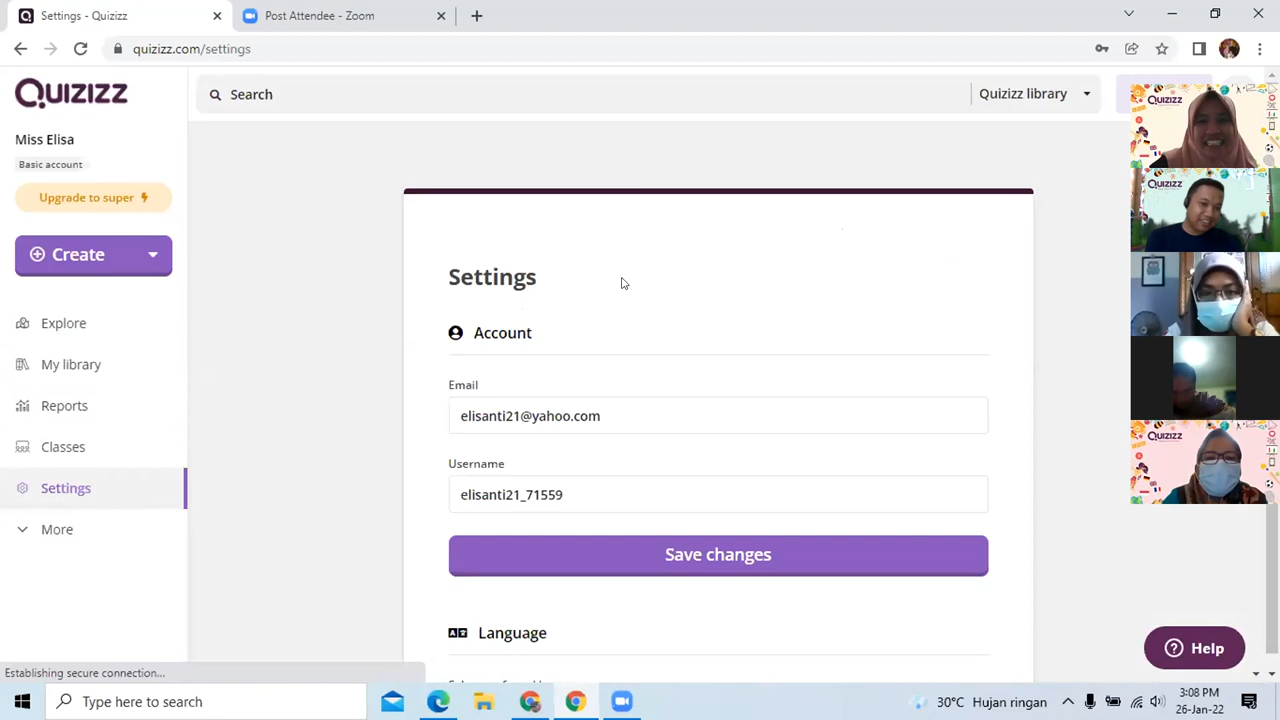 Settings - Quizizz
Post Attendee - Zoom
quizizz.com/settings
Quizizz
Search
Quizizz library
Miss Elisa
Basic account
Upgrade to super
Create
Explore
My library
Reports
Classes
Settings
More
Settings
Account
Email
elisanti21@yahoo.com
Username
elisanti21_71559
Save changes
Language
QUIZIZZ
QUIZIZZ
QUIZIZZ
Help
Establishing secure connection...
Type here to search
30°C Hujan ringan
3:08 PM
26-Jan-22